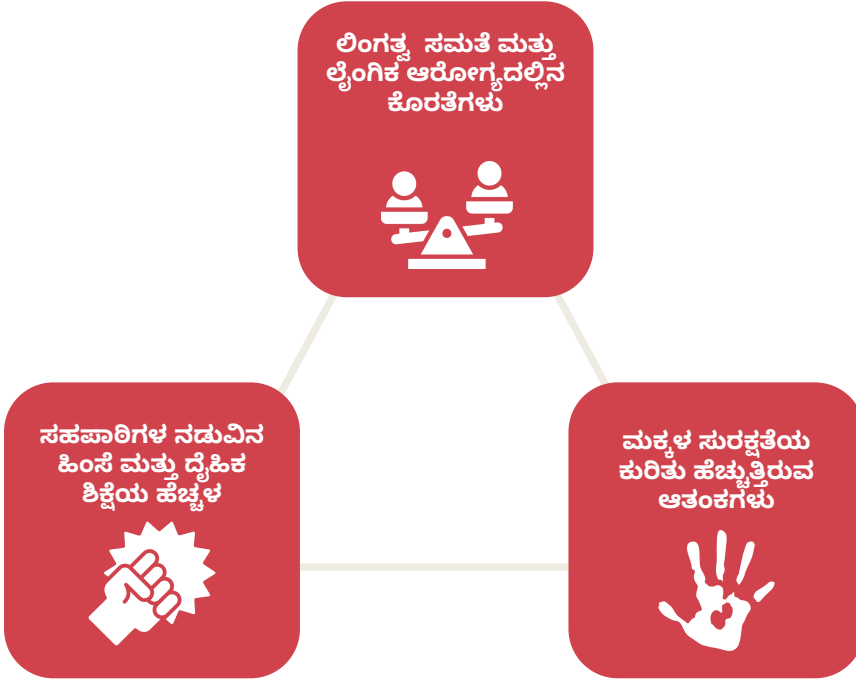 ಲಿಂಗತ್ವ ಸಮತೆ ಮತ್ತು
ಲೈಂಗಿಕ ಆರೋಗ್ಯದಲ್ಲಿನ
ಕೊರತೆಗಳು
ಸಹಪಾಠಿಗಳ ನಡುವಿನ
ಹಿಂಸೆ ಮತ್ತು ದೈಹಿಕ
ಶಿಕ್ಷೆಯ ಹೆಚ್ಚಳ
ಮಕ್ಕಳ ಸುರಕ್ಷತೆಯ
ಕುರಿತು ಹೆಚ್ಚುತ್ತಿರುವ
ಆತಂಕಗಳು